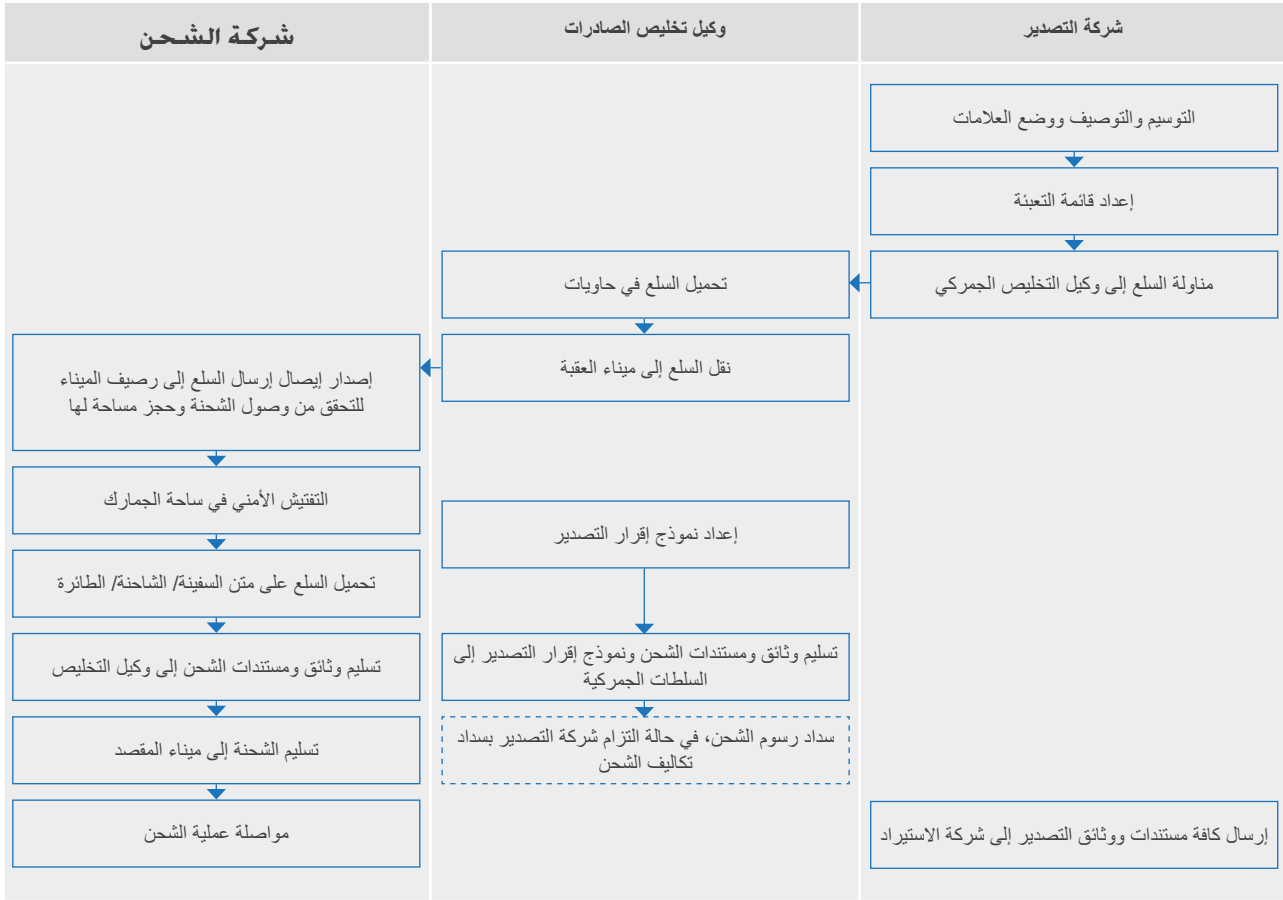 شركة التصدير
وكيل تخليص الصادرات
شركة الشحن
التوسيم والتوصيف ووضع العلامات
إعداد قائمة التعبئة
مناولة السلع إلى وكيل التخليص الجمركي
تحميل السلع في حاويات
نقل السلع إلى ميناء العقبة
إصدار إيصال إرسال السلع إلى رصيف الميناء
للتحقق من وصول الشحنة وحجز مساحة لها
التفتيش الأمني في ساحة الجمارك
إعداد نموذج إقرار التصدير
تحميل السلع على متن السفينة/ الشاحنة/ الطائرة
تسليم وثائق ومستندات الشحن ونموذج إقرار التصدير إلى
السلطات الجمركية
تسليم وثائق ومستندات الشحن إلى وكيل التخليص
سداد رسوم الشحن، في حالة التزام شركة التصدير بسداد
تكاليف الشحن
تسليم الشحنة إلى ميناء المقصد
إرسال كافة مستندات ووثائق التصدير إلى شركة الاستيراد
مواصلة عملية الشحن